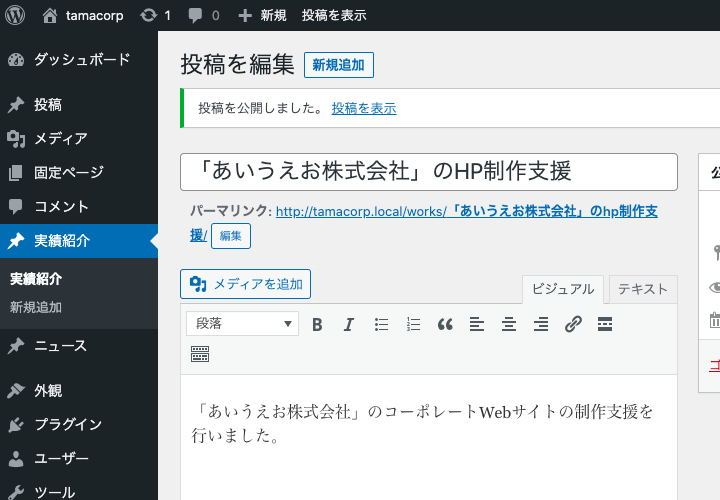 tamacorp 1 0 新規 投稿を表示
ダッシュボード
投稿
メディア
固定ページ
コメント
実績紹介
実績紹介
新規追加
ニュース
外観
プラグイン
ユーザー
ツール
投稿を編集 新規追加
投稿を公開しました。 投稿を表示
「あいうえお株式会社」のHP制作支援
パーマリンク: http://tamacorp.local/works/「あいうえお株式会社」のhp制作支
援/ 編集
メディアを追加
ビジュアル テキスト
段落 B I
「あいうえお株式会社」のコーポレートWebサイトの制作支援を
行いました。